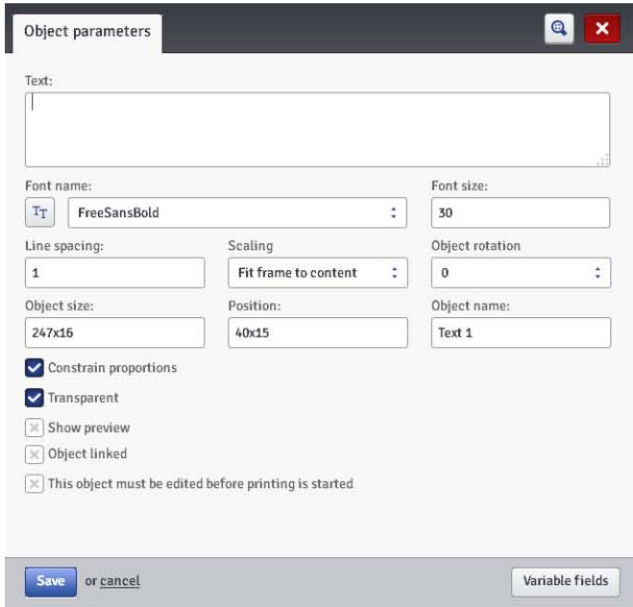 Object parameters
Text:
Font name:
Font size:
TT FreeSansBold
30
Line spacing:
Scaling
Object rotation
1
Fit frame to content
0
Object size:
Position:
Object name:
247x16
40x15
Text 1
Constrain proportions
Transparent
Show preview
Object linked
This object must be edited before printing is started
Save or cancel
Variable fields